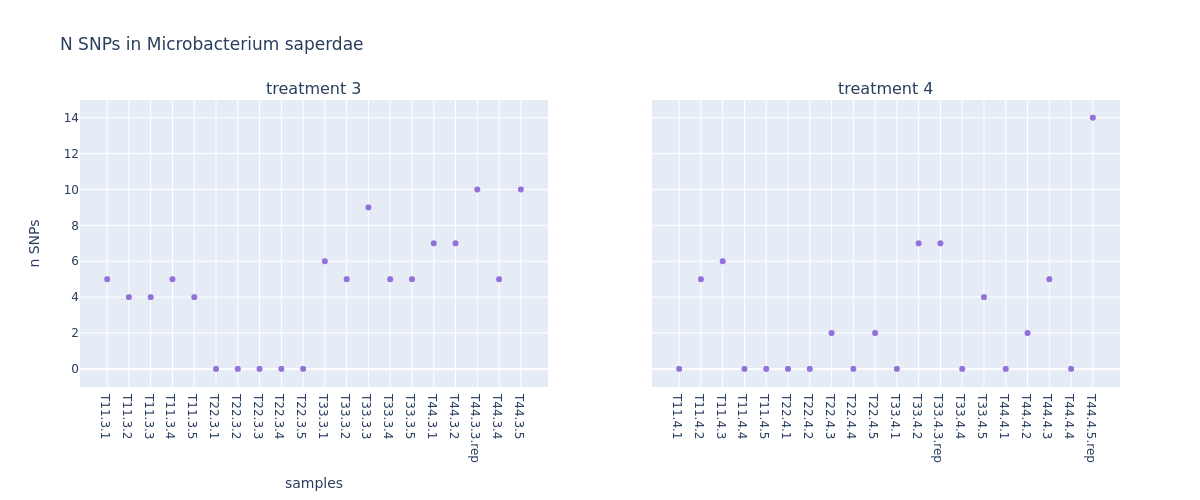 N SNPs in Microbacterium saperdae
treatment 3
treatment 4
n SNPs
14
12
10
8
6
4
2
0
T11.3.1
T11.3.2
T11.3.3
T11.3.4
T11.3.5
T22.3.1
T22.3.2
T22.3.3
T22.3.4
T22.3.5
T33.3.1
T33.3.2
T33.3.3
T33.3.4
T33.3.5
T44.3.1
T44.3.2
T44.3.3.rep
T44.3.4
T44.3.5
T11.4.1
T11.4.2
T11.4.3
T11.4.4
T11.4.5
T22.4.1
T22.4.2
T22.4.3
T22.4.4
T22.4.5
T33.4.1
T33.4.2
T33.4.3.rep
T33.4.4
T33.4.5
T44.4.1
T44.4.2
T44.4.3
T44.4.4
T44.4.5.rep
samples